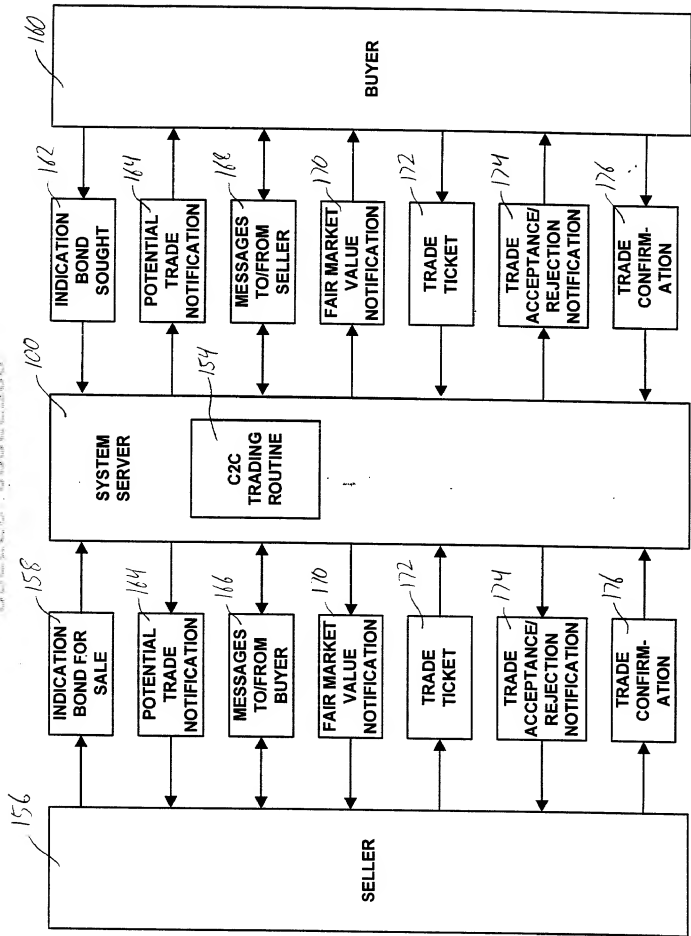 156
SELLER
158
INDICATION
BOND FOR
SALE
164
POTENTIAL
TRADE
NOTIFICATION
166
MESSAGES
TO/FROM
BUYER
170
FAIR MARKET
VALUE
NOTIFICATION
172
TRADE
TICKET
174
TRADE
ACCEPTANCE/
REJECTION
NOTIFICATION
176
TRADE
CONFIRM-
ATION
100
SYSTEM
SERVER
154
C2C
TRADING
ROUTINE
162
INDICATION
BOND
SOUGHT
164
POTENTIAL
TRADE
NOTIFICATION
168
MESSAGES
TO/FROM
SELLER
170
FAIR MARKET
VALUE
NOTIFICATION
172
TRADE
TICKET
174
TRADE
ACCEPTANCE/
REJECTION
NOTIFICATION
176
TRADE
CONFIRM-
ATION
160
BUYER